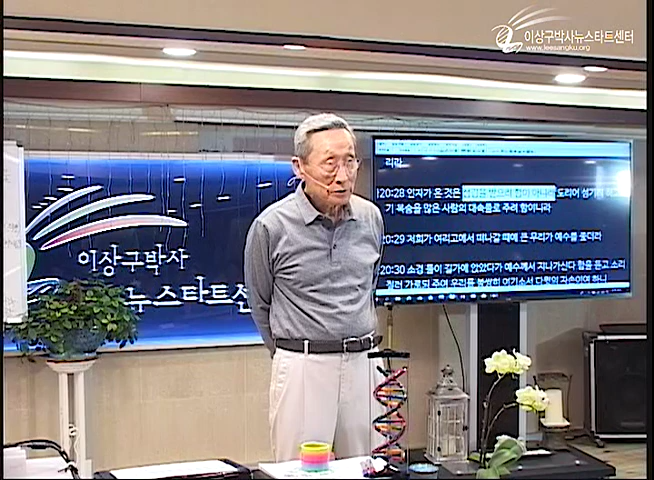 이상구박사뉴스타트센터
www.leesangku.org
이상구박사
뉴스타트센
리라
20:28 인자가 온 것은 섬김을 받으려 함이 아니라 도리어 섬기려 하고
기 목숨을 많은 사람의 대속물로 주려 함이니라
20:29 저희가 여리고에서 떠나갈 때에 큰 무리가 예수를 좇더라
20:30 소경 둘이 길가에 앉았다가 예수께서 지나가신다 함을 듣고 소리
질러 가로되 주여 우리를 불쌍히 여기소서 다윗의 자손이여 하니